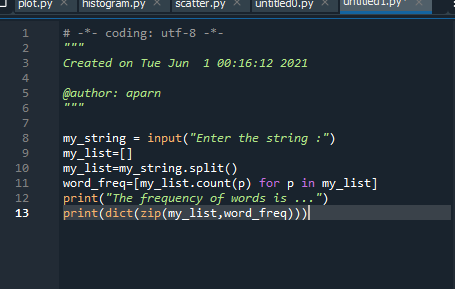 plot.py histogram.py scatter.py untitled0.py untitled1.py*
1 # -*- coding: utf-8 -*-
2 """
3 Created on Tue Jun  1 00:16:12 2021
4
5 @author: aparn
6 """
7
8 my_string = input("Enter the string :")
9 my_list=[]
10 my_list=my_string.split()
11 word_freq=[my_list.count(p) for p in my_list]
12 print("The frequency of words is ...")
13 print(dict(zip(my_list,word_freq)))